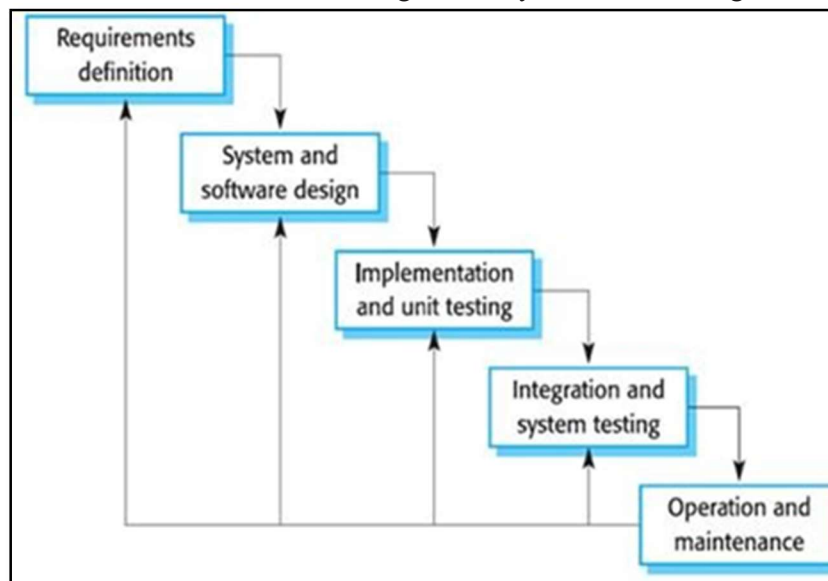 Requirements
definition
System and
software design
Implementation
and unit testing
Integration and
system testing
Operation and
maintenance